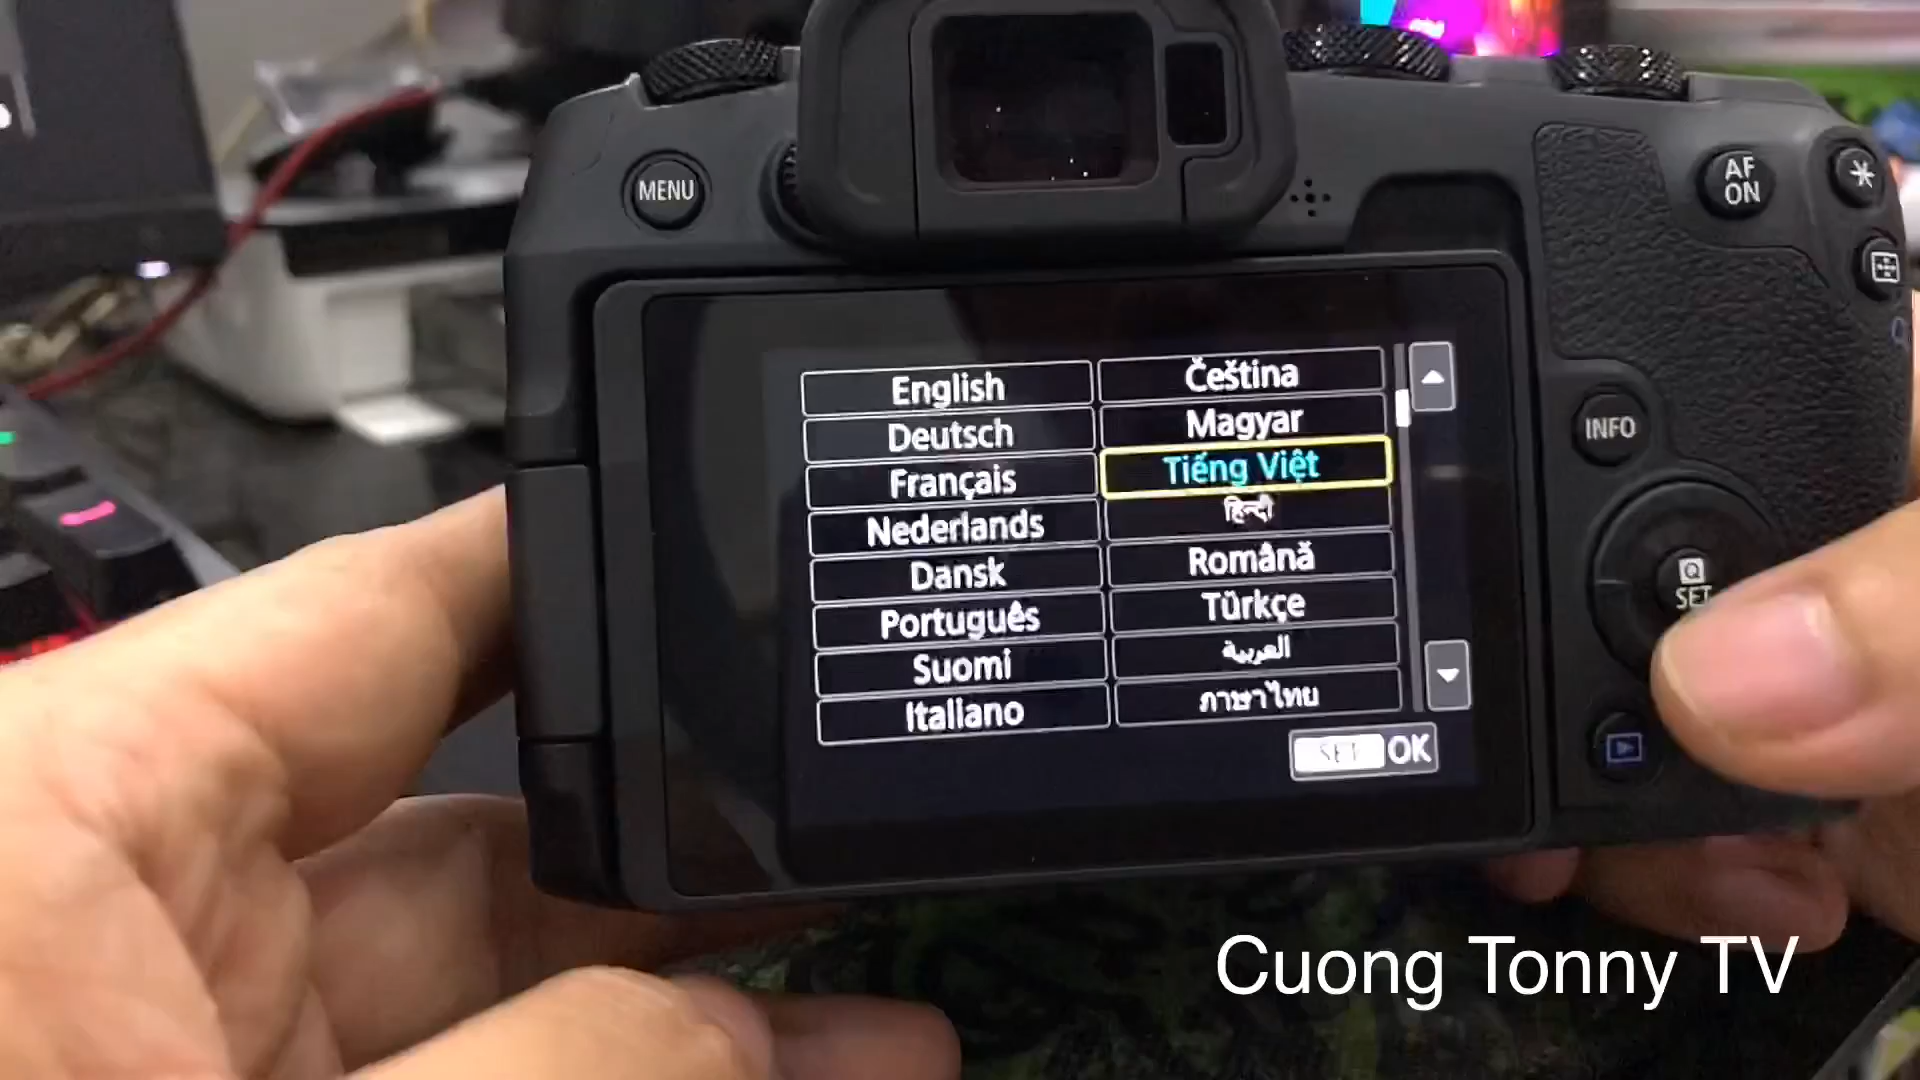 MENU
AF
ON
INFO
Q
SET
English
Deutsch
Français
Nederlands
Dansk
Português
Suomi
Italiano
Čeština
Magyar
Tiếng Việt
हिन्दी
Română
Türkçe
العربية
ภาษาไทย
SET OK
Cuong Tonny TV